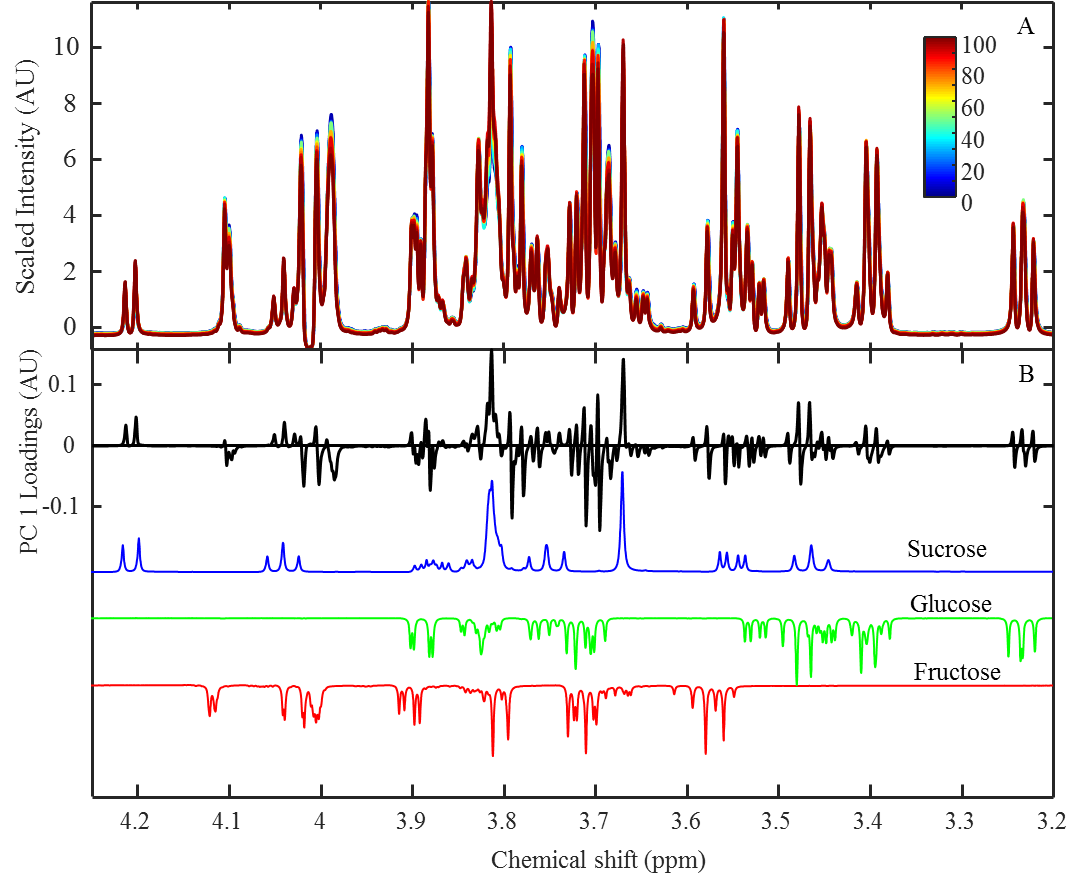 A
10
8
6
4
2
0
Scaled Intensity (AU)
100
80
60
40
20
0
B
0.1
0
-0.1
PC 1 Loadings (AU)
Sucrose
Glucose
Fructose
4.2 4.1 4 3.9 3.8 3.7 3.6 3.5 3.4 3.3 3.2
Chemical shift (ppm)